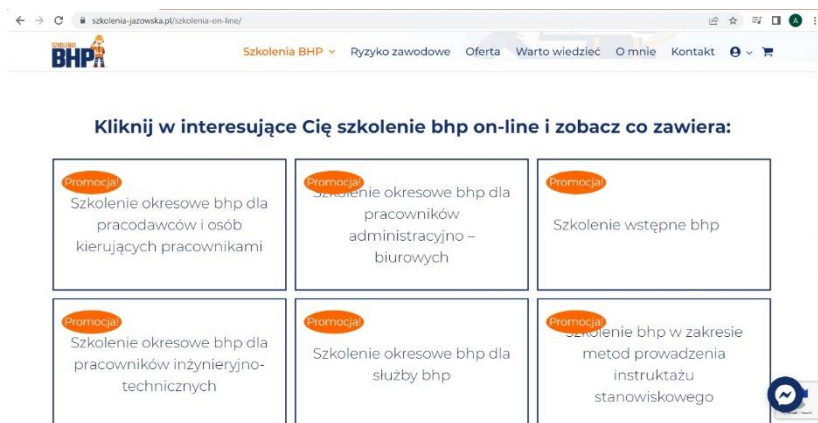 szkolenia-jazowska.pl/szkolenia-on-line/
A
SZKOLENIA
BHP
Szkolenia BHP
Ryzyko zawodowe
Oferta
Warto wiedzieć
O mnie
Kontakt
Kliknij w interesujące Cię szkolenie bhp on-line i zobacz co zawiera:
Promocja!
Szkolenie okresowe bhp dla
pracodawców i osób
kierujących pracownikami
Promocja!
Szkolenie okresowe bhp dla
pracowników
administracyjno –
biurowych
Promocja!
Szkolenie wstępne bhp
Promocja!
Szkolenie okresowe bhp dla
pracowników inżynieryjno-
technicznych
Promocja!
Szkolenie okresowe bhp dla
służby bhp
Promocja!
Szkolenie bhp w zakresie
metod prowadzenia
instruktażu
stanowiskowego